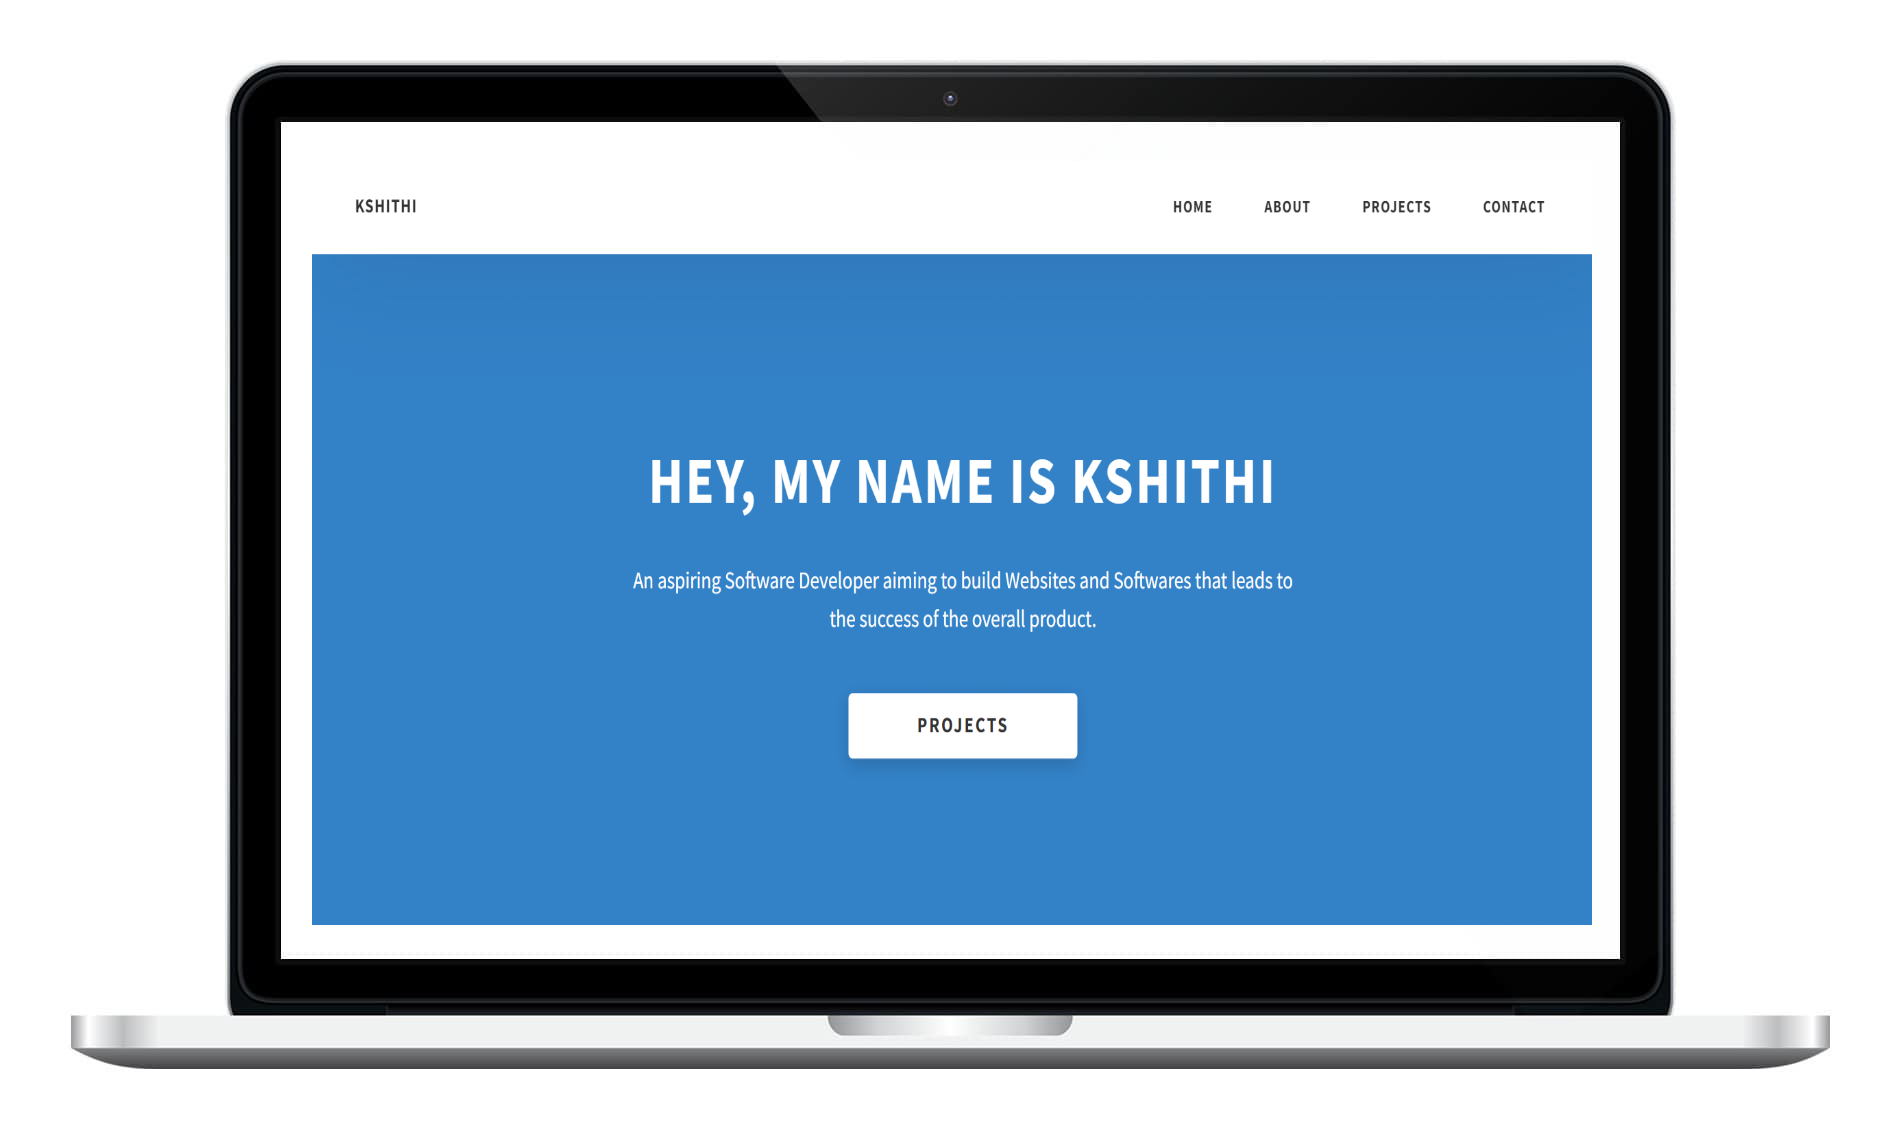 KSHITHI
HOME ABOUT PROJECTS CONTACT
HEY, MY NAME IS KSHITHI
An aspiring Software Developer aiming to build Websites and Softwares that leads to
the success of the overall product.
PROJECTS